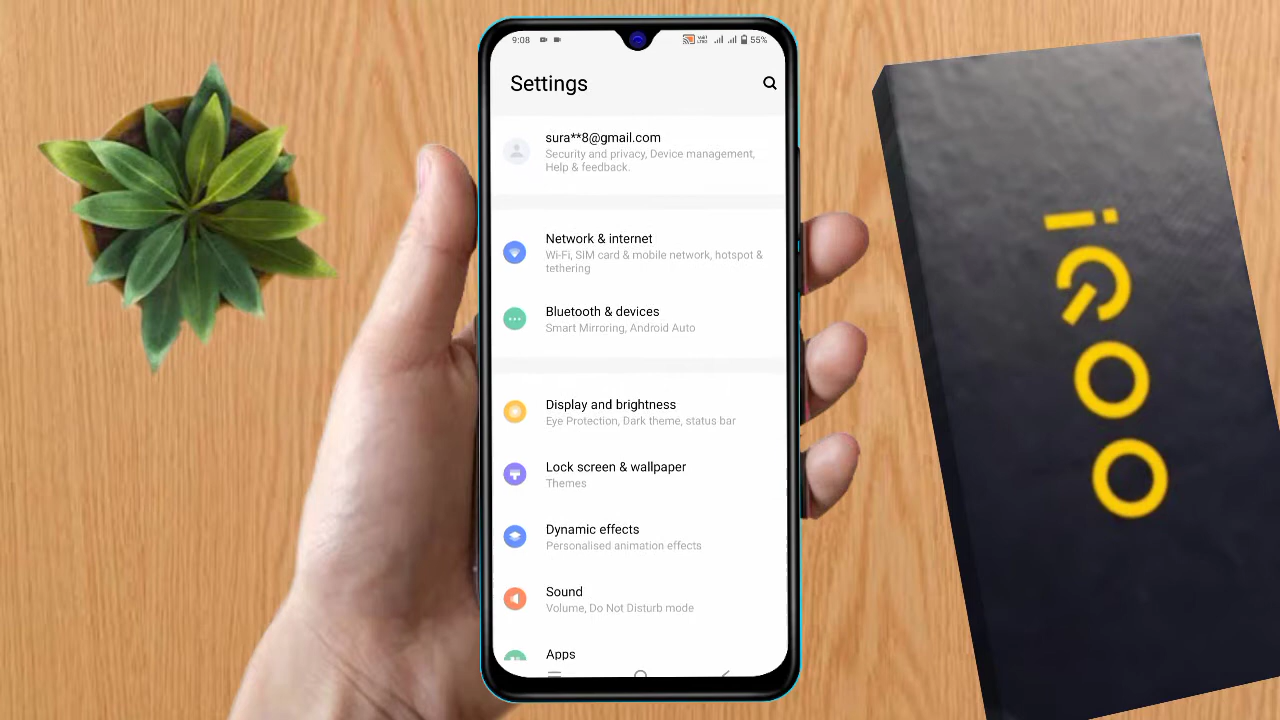 9:08
55%
Settings
sura**8@gmail.com
Security and privacy, Device management,
Help & feedback.
Network & internet
Wi-Fi, SIM card & mobile network, hotspot &
tethering
Bluetooth & devices
Smart Mirroring, Android Auto
Display and brightness
Eye Protection, Dark theme, status bar
Lock screen & wallpaper
Themes
Dynamic effects
Personalised animation effects
Sound
Volume, Do Not Disturb mode
Apps
iQOO